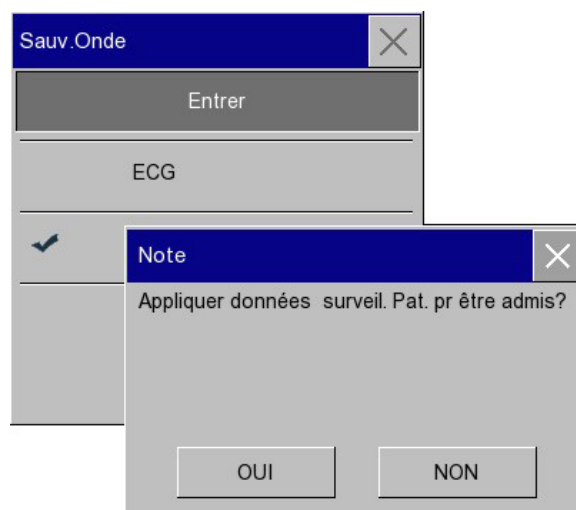 Sauv.Onde
Entrer
ECG
Note
Appliquer données surveil. Pat. pr être admis?
OUI
NON